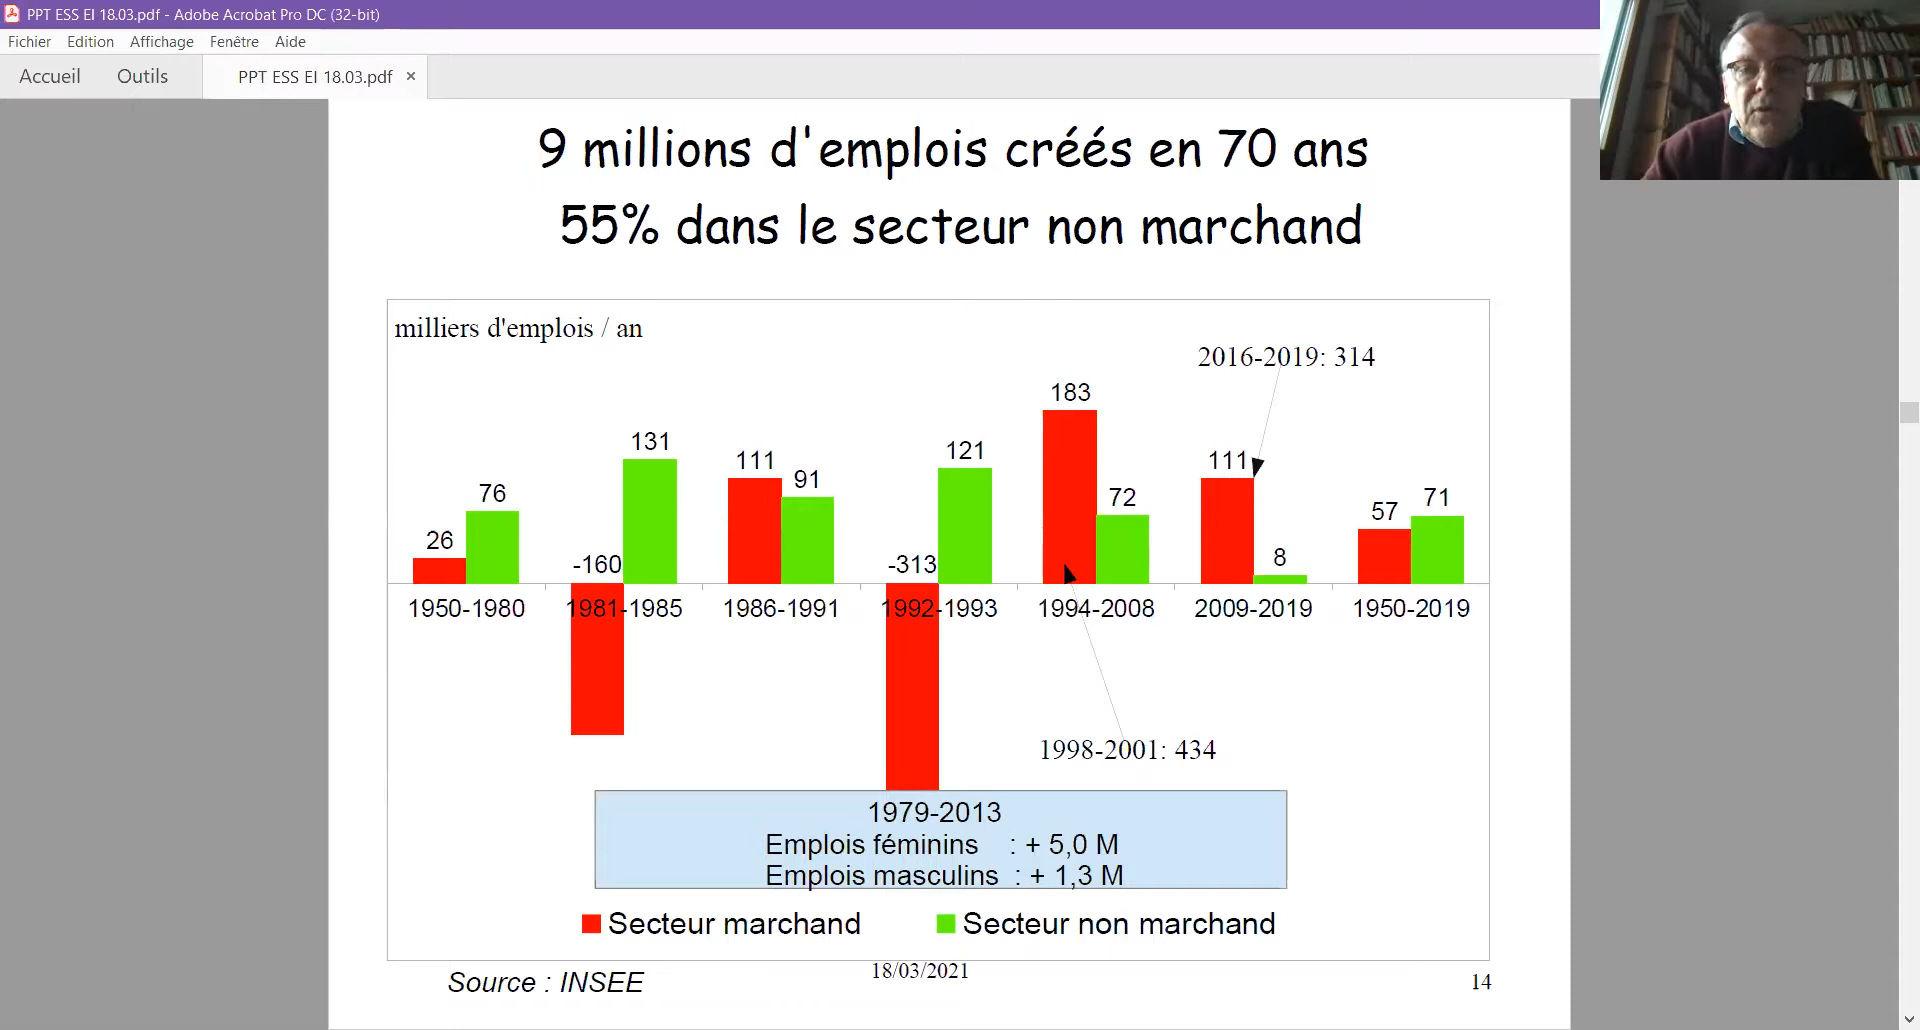 PPT ESS EI 18.03.pdf - Adobe Acrobat Pro DC (32-bit)
Fichier Edition Affichage Fenêtre Aide
Accueil Outils PPT ESS EI 18.03.pdf ×
9 millions d'emplois créés en 70 ans
55% dans le secteur non marchand
milliers d'emplois / an
2016-2019: 314
183
131
111
91
121
111
76
72
57
71
26
-160
-313
8
1950-1980 1981-1985 1986-1991 1992-1993 1994-2008 2009-2019 1950-2019
1998-2001: 434
1979-2013
Emplois féminins : + 5,0 M
Emplois masculins : + 1,3 M
Secteur marchand Secteur non marchand
18/03/2021
Source : INSEE
14